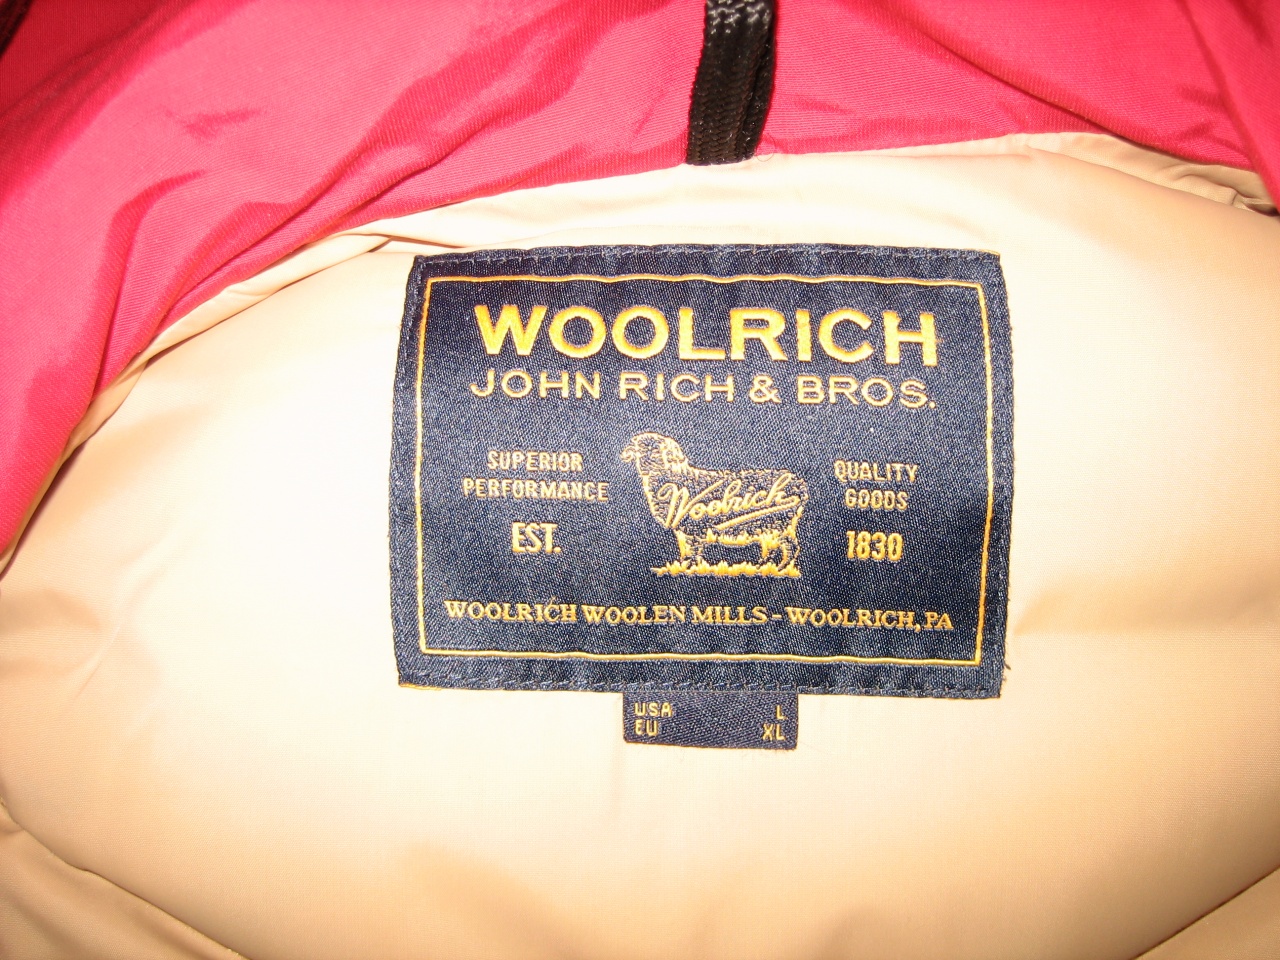 WOOLRICH
JOHN RICH & BROS.
SUPERIOR
PERFORMANCE
EST.
Woolrich
QUALITY
GOODS
1830
WOOLRICH WOOLEN MILLS - WOOLRICH, PA
USA L
EU XL